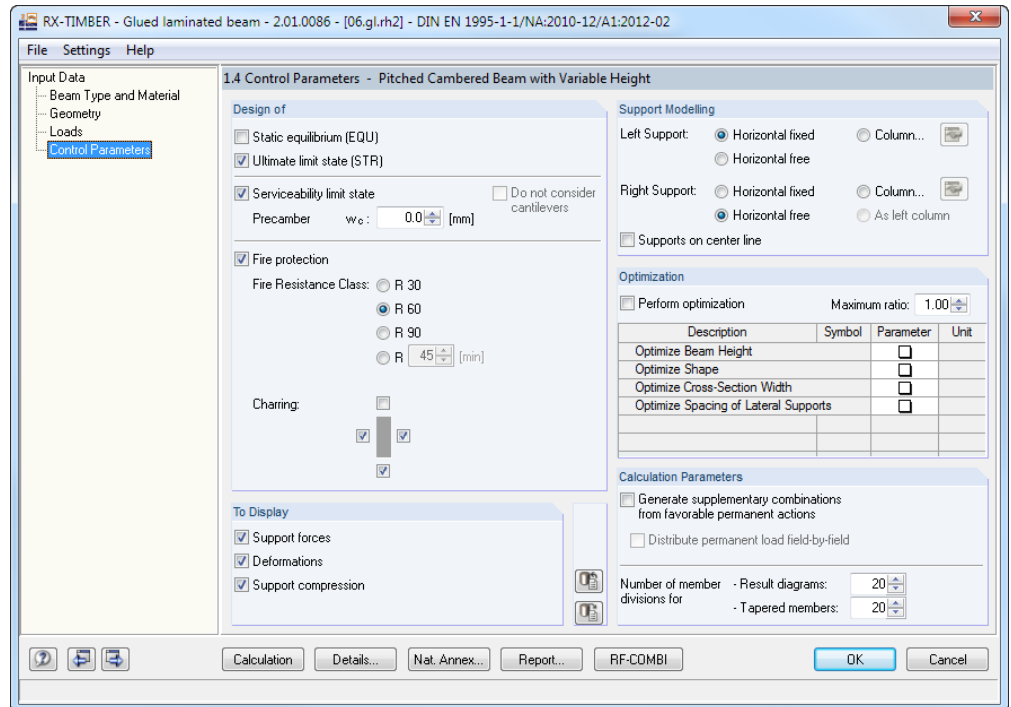 RX-TIMBER - Glued laminated beam - 2.01.0086 - [06.gl.rh2] - DIN EN 1995-1-1/NA:2010-12/A1:2012-02
File Settings Help
Input Data
Beam Type and Material
Geometry
Loads
Control Parameters
1.4 Control Parameters - Pitched Cambered Beam with Variable Height
Design of
Static equilibrium (EQU)
Ultimate limit state (STR)
Serviceability limit state
Do not consider
cantilevers
Precamber wc: 0.0 [mm]
Fire protection
Fire Resistance Class: R 30
R 60
R 90
R 45 [min]
Charring:
To Display
Support forces
Deformations
Support compression
Support Modelling
Left Support: Horizontal fixed Column...
Horizontal free
Right Support: Horizontal fixed Column...
Horizontal free As left column
Supports on center line
Optimization
Perform optimization Maximum ratio: 1.00
Description Symbol Parameter Unit
Optimize Beam Height
Optimize Shape
Optimize Cross-Section Width
Optimize Spacing of Lateral Supports
Calculation Parameters
Generate supplementary combinations
from favorable permanent actions
Distribute permanent load field-by-field
Number of member - Result diagrams: 20
divisions for
- Tapered members: 20
Calculation Details... Nat. Annex... Report... RF-COMBI OK Cancel